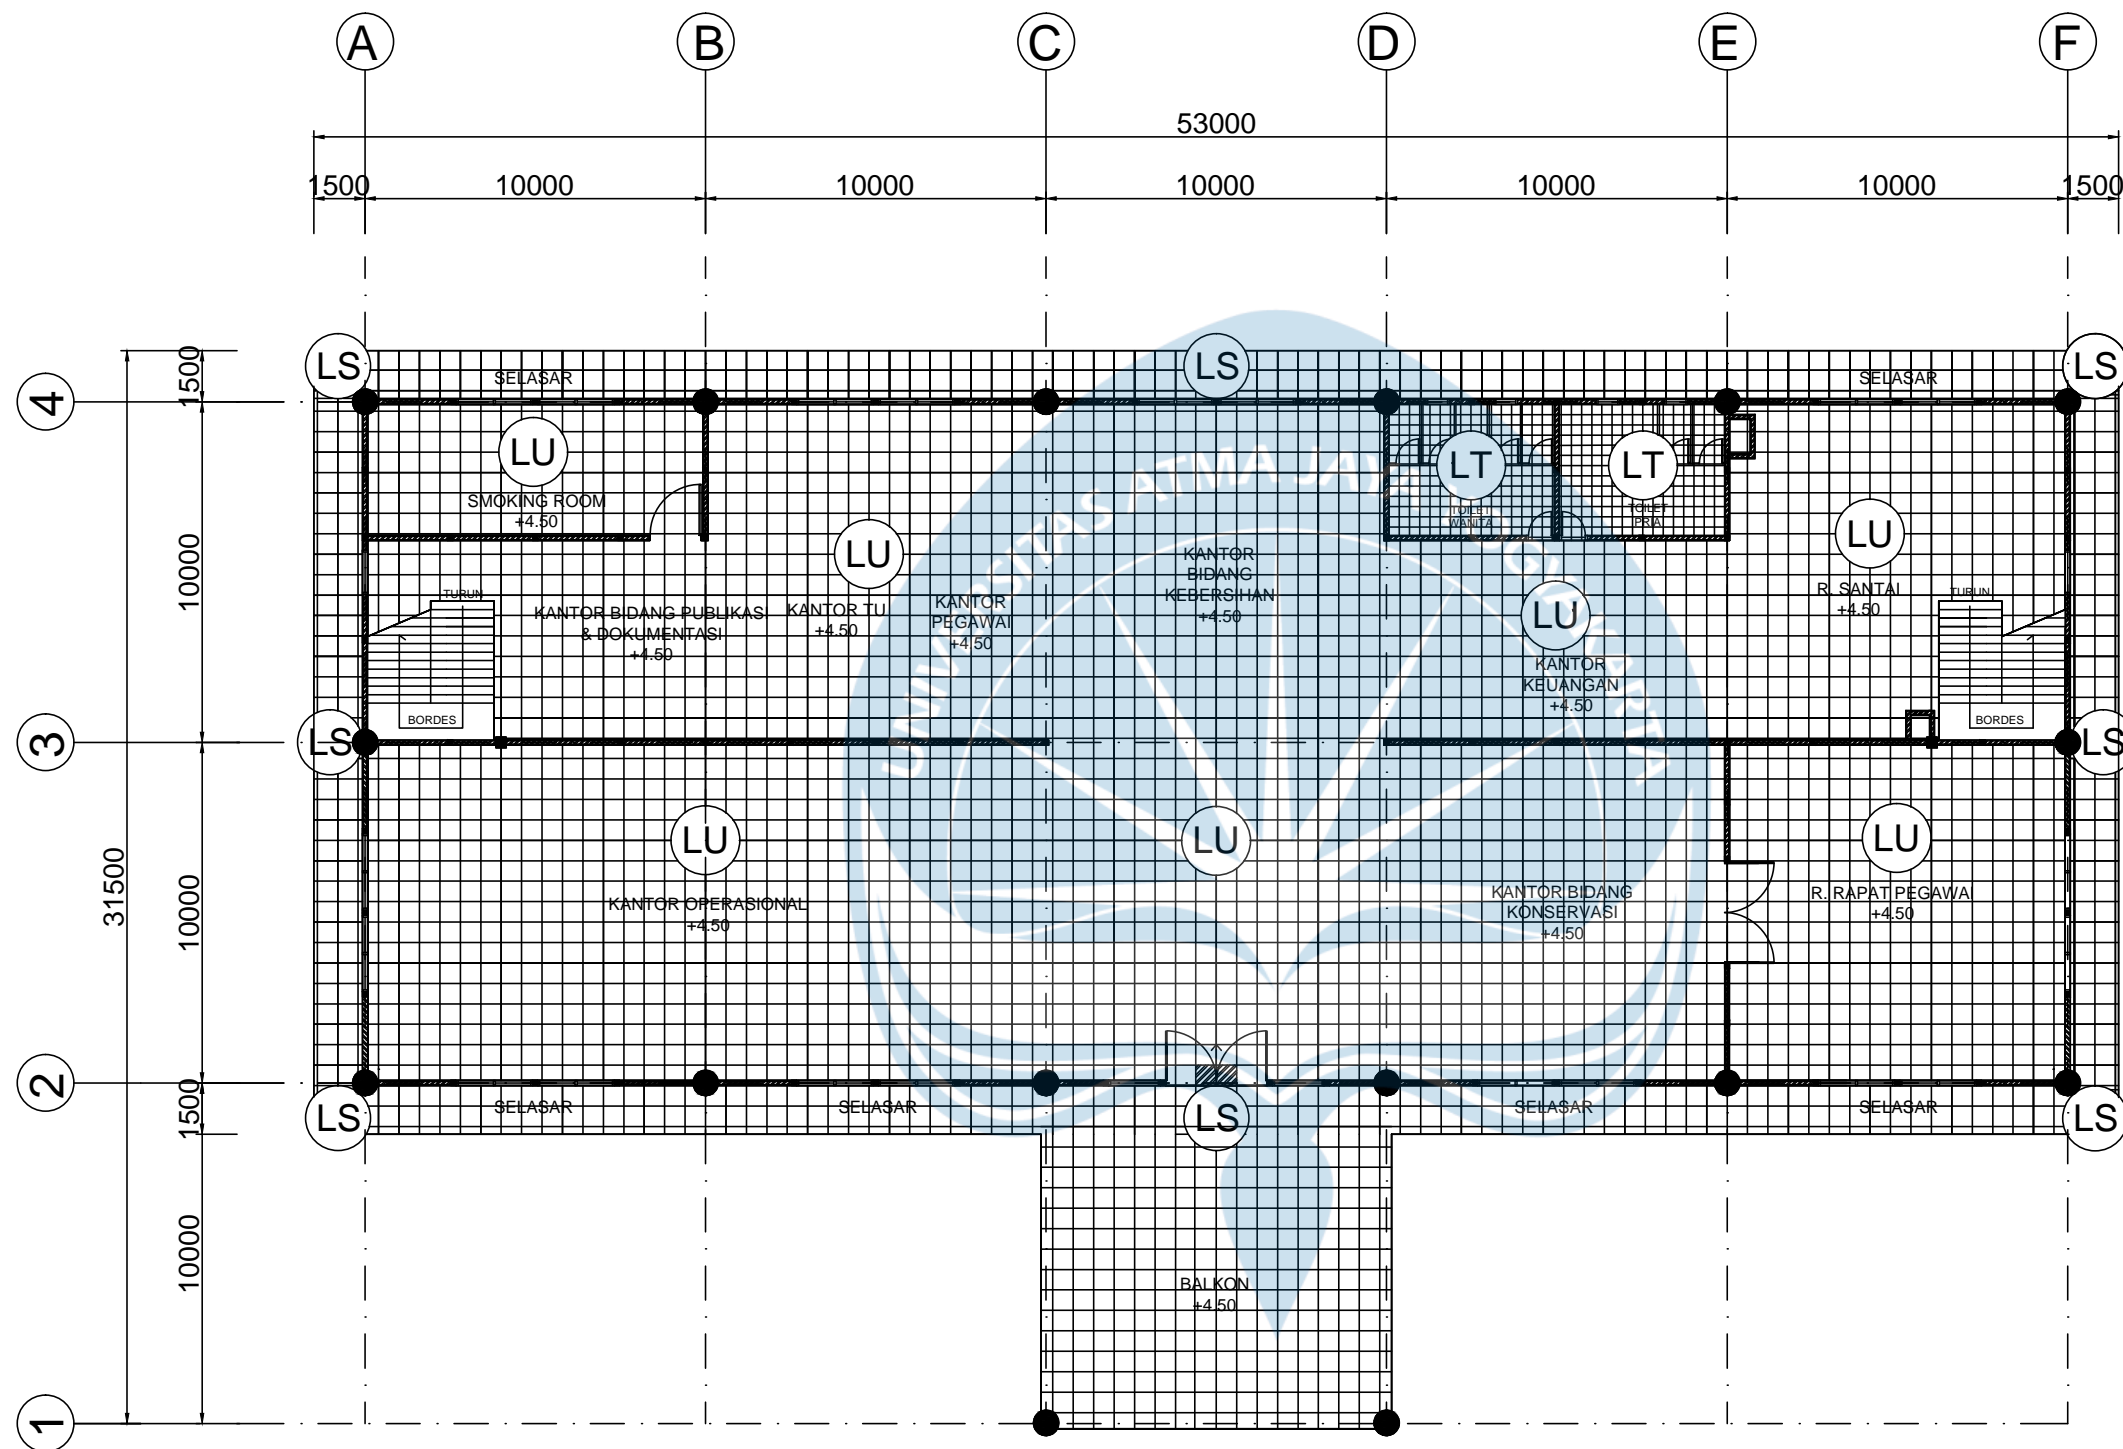 A B C D E F
53000
1500 10000 10000 10000 10000 10000 1500
LS LS LS
SELASAR SELASAR
4
1500
LU
LT LT
SMOKING ROOM
+4.50
TOILET
WANITA
TOILET
PRIA
LU
LU
10000
KANTOR
BIDANG
KEBERSIHAN
+4.50
TURUN
R. SANTAI
+4.50
TURUN
KANTOR BIDANG PUBLIKASI
& DOKUMENTASI
+4.50
KANTOR TU
+4.50
KANTOR
PEGAWAI
+4.50
LU
KANTOR
KEUANGAN
+4.50
UNIVERSITAS ATMA JAYA YOGYAKARTA
BORDES BORDES
3
LS LS
LU LU LU
31500
10000
KANTOR OPERASIONAL
+4.50
KANTOR BIDANG
KONSERVASI
+4.50
R. RAPAT PEGAWAI
+4.50
2
1500
LS LS LS
SELASAR SELASAR SELASAR SELASAR
10000
BALKON
+4.50
1